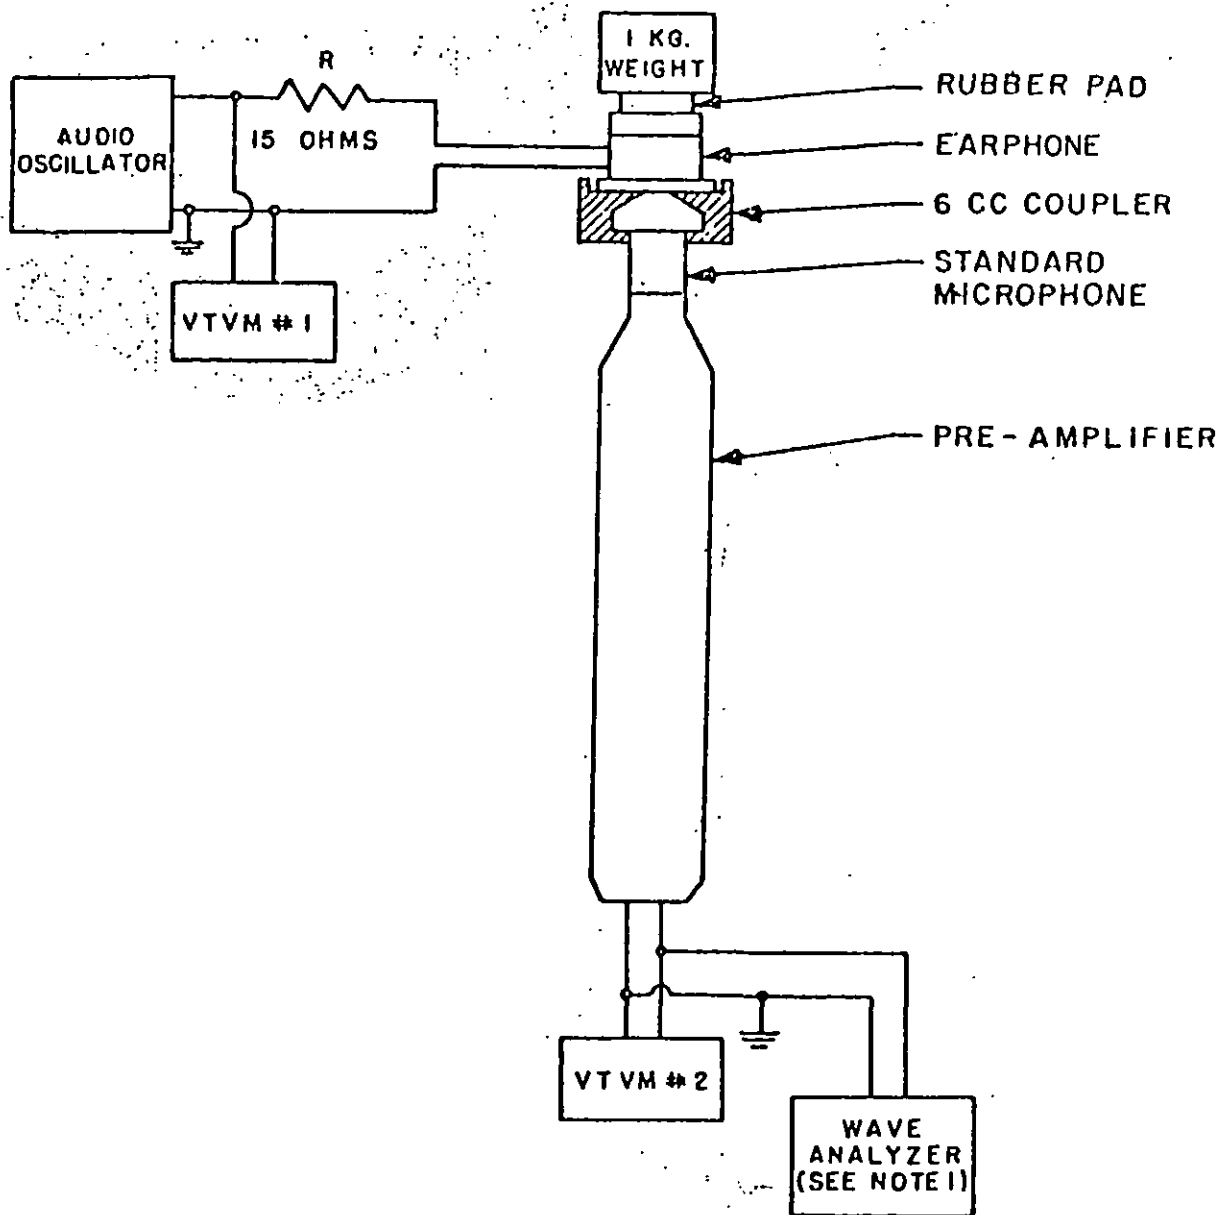 1 KG.
WEIGHT
R
15 OHMS
AUDIO
OSCILLATOR
RUBBER PAD
EARPHONE
6 CC COUPLER
STANDARD
MICROPHONE
VTVM #1
PRE-AMPLIFIER
VTVM #2
WAVE
ANALYZER
(SEE NOTE 1)